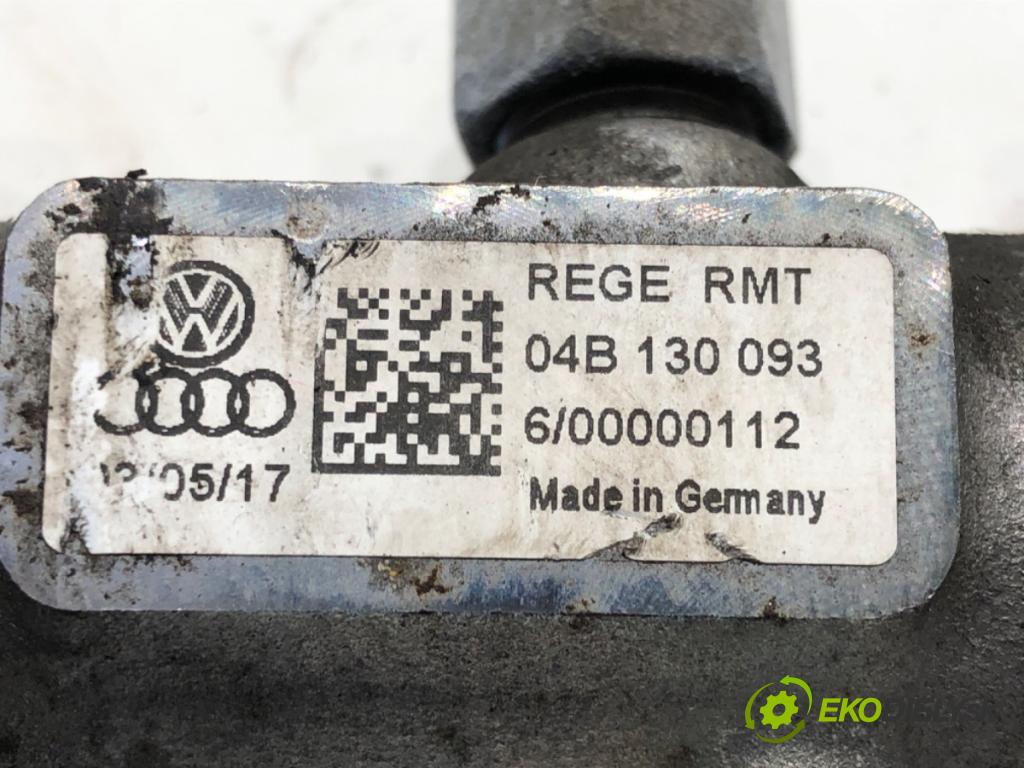 REGE RMT
04B 130 093
6/00000112
Made in Germany
/05/17
EKO